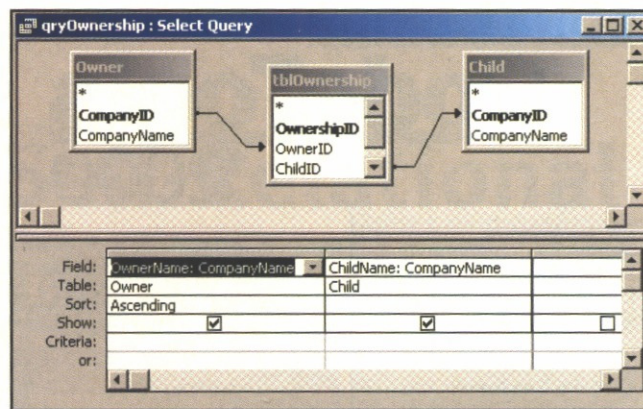 qryOwnership : Select Query
Owner
*
CompanyID
CompanyName
tblOwnership
*
OwnershipID
OwnerID
ChildID
Child
*
CompanyID
CompanyName
Field: OwnerName: CompanyName ChildName: CompanyName
Table: Owner Child
Sort: Ascending
Show:
Criteria:
or: